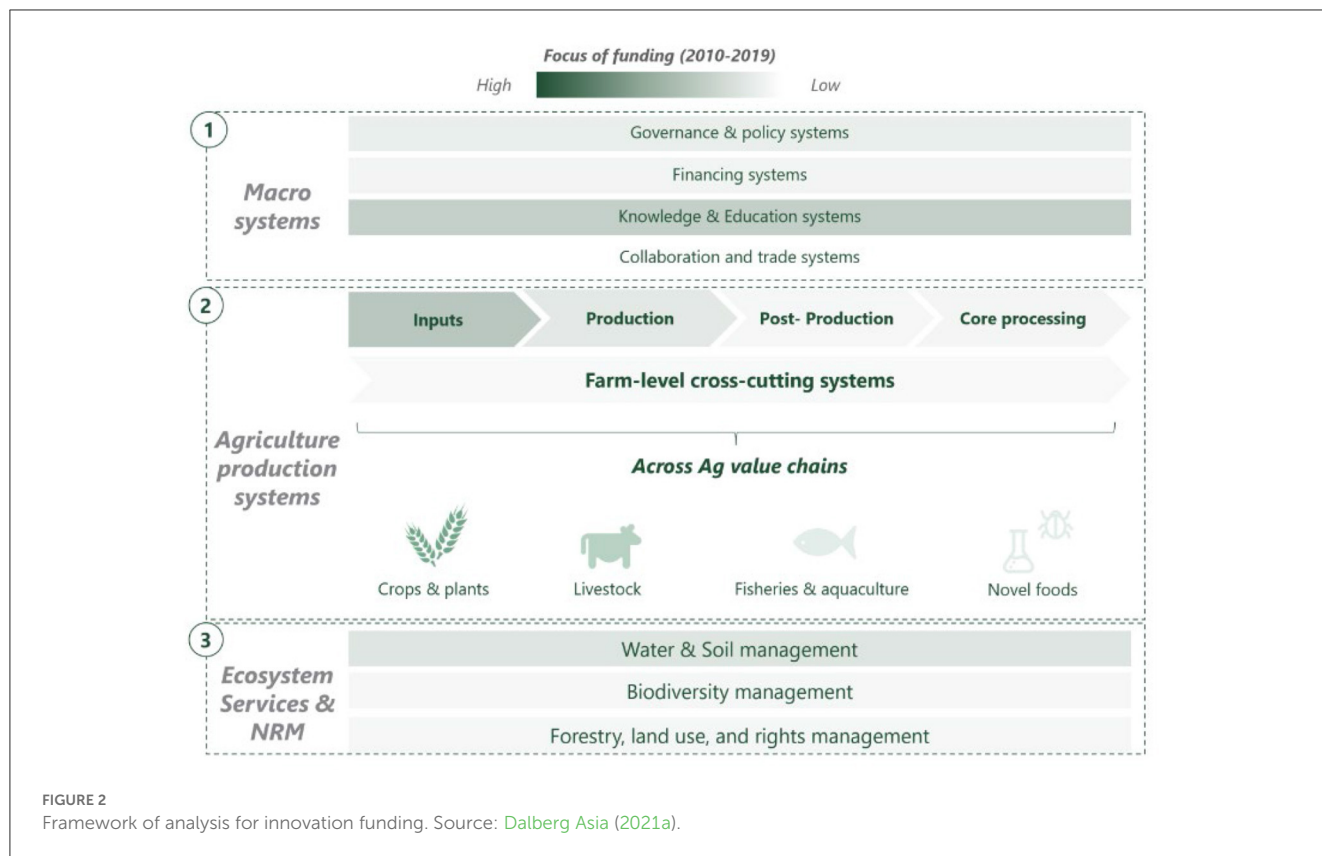 Focus of funding (2010-2019)
High
Low
1
Macro
systems
Governance & policy systems
Financing systems
Knowledge & Education systems
Collaboration and trade systems
2
Agriculture
production
systems
Inputs
Production
Post- Production
Core processing
Farm-level cross-cutting systems
Across Ag value chains
Crops & plants
Livestock
Fisheries & aquaculture
Novel foods
3
Ecosystem
Services &
NRM
Water & Soil management
Biodiversity management
Forestry, land use, and rights management
FIGURE 2
Framework of analysis for innovation funding. Source: Dalberg Asia (2021a).